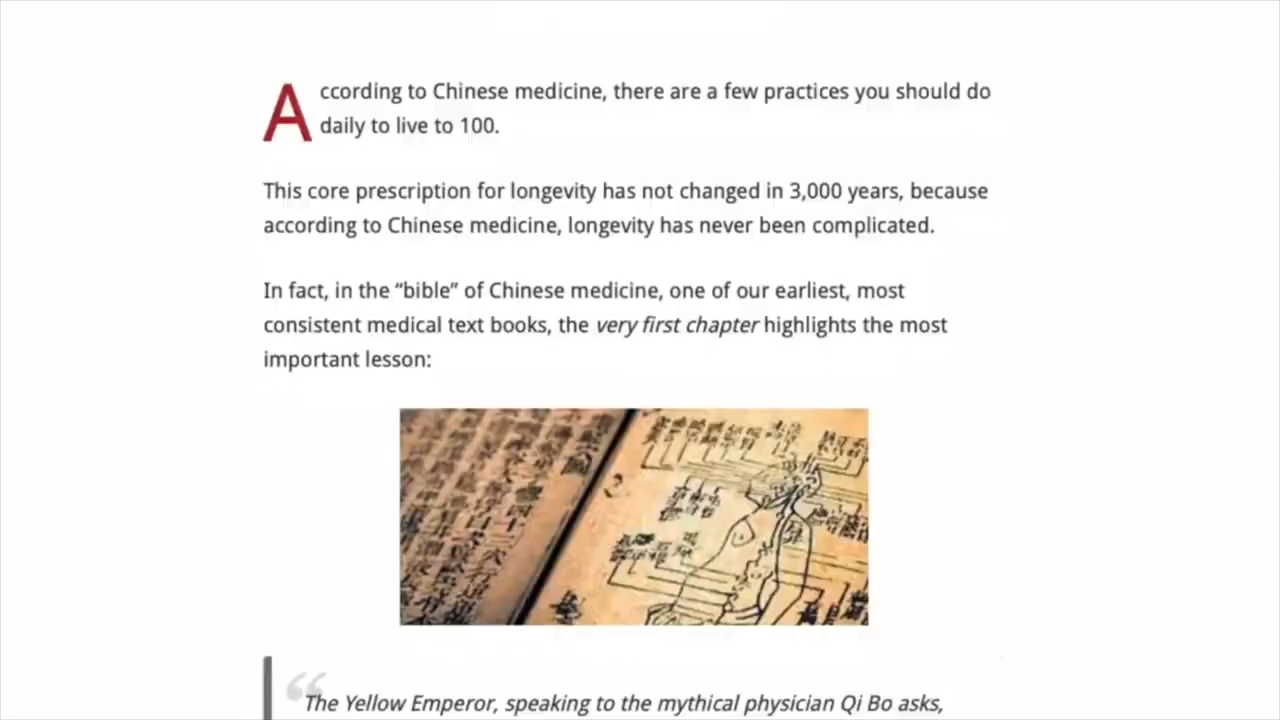 According to Chinese medicine, there are a few practices you should do
daily to live to 100.
This core prescription for longevity has not changed in 3,000 years, because
according to Chinese medicine, longevity has never been complicated.
In fact, in the “bible” of Chinese medicine, one of our earliest, most
consistent medical text books, the very first chapter highlights the most
important lesson:
“The Yellow Emperor, speaking to the mythical physician Qi Bo asks,